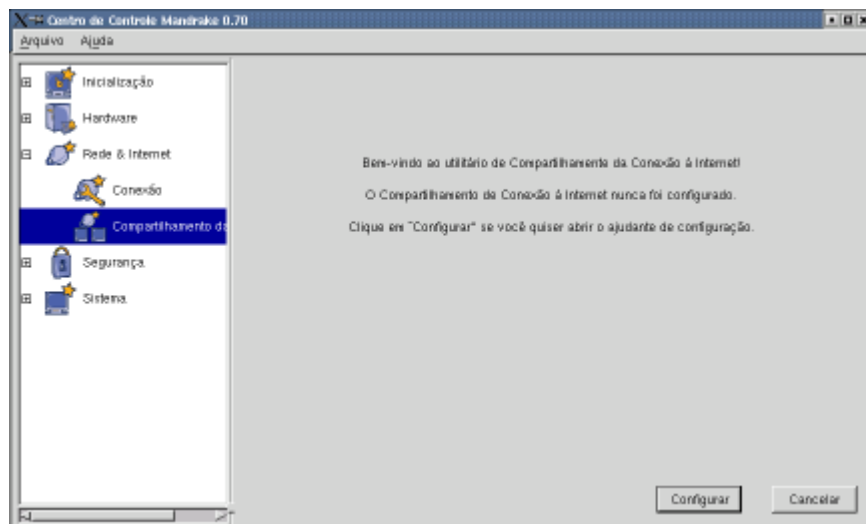 Centro de Controle Mandrake 0.70
Arquivo Ajuda
Inicialização
Hardware
Rede & Internet
Conexão
Compartilhamento da
Segurança
Sistema
Bem-vindo ao utilitário de Compartilhamento da Conexão à Internet!
O Compartilhamento de Conexão à Internet nunca foi configurado.
Clique em "Configurar" se você quiser abrir o ajudante de configuração.
Configurar Cancelar